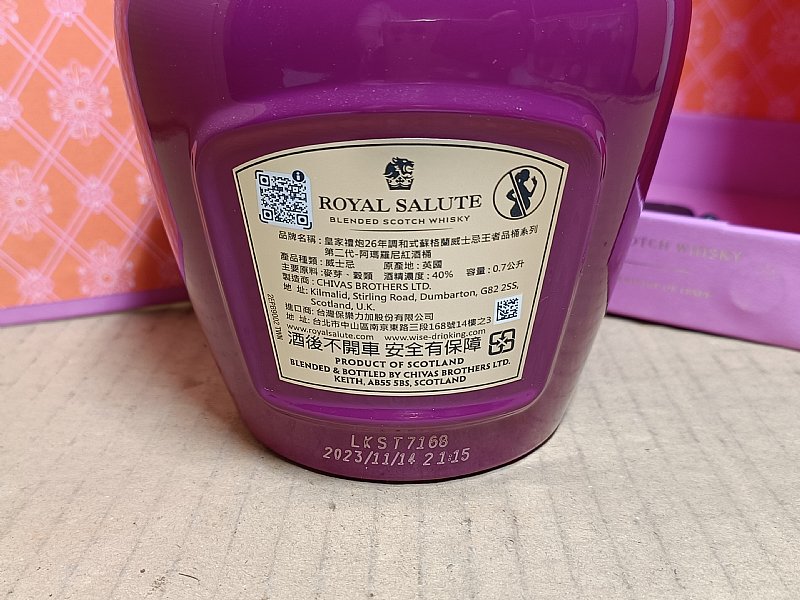 ROYAL SALUTE
BLENDED SCOTCH WHISKY
品牌名稱：皇家禮炮26年調和式蘇格蘭威士忌王者品桶系列
第二代-阿瑪羅尼紅酒桶
產品種類：威士忌 原產地：英國
主要原料：麥芽、穀類 酒精濃度：40% 容量：0.7公升
製造商：CHIVAS BROTHERS LTD.
地 址：Kilmalid, Stirling Road, Dumbarton, G82 2SS,
Scotland, U.K.
進口商：台灣保樂力加股份有限公司
地 址：台北市中山區南京東路三段168號14樓之3
www.royalsalute.com www.wise-drinking.com
酒後不開車 安全有保障
PRODUCT OF SCOTLAND
BLENDED & BOTTLED BY CHIVAS BROTHERS LTD.
KEITH, AB55 5BS, SCOTLAND
LKST7168
2023/11/14 21:15
SCOTCH WHISKY